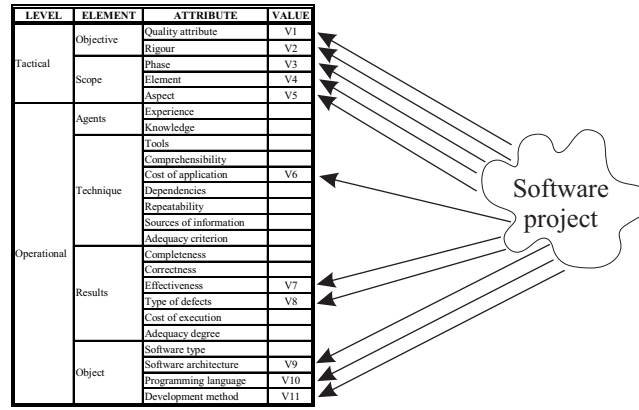 LEVEL ELEMENT ATTRIBUTE VALUE
Tactical Objective Quality attribute V1
Rigour V2
Scope Phase V3
Element V4
Aspect V5
Operational Agents Experience
Knowledge
Technique Tools
Comprehensibility
Cost of application V6
Dependencies
Repeatability
Sources of information
Adequacy criterion
Results Completeness
Correctness
Effectiveness V7
Type of defects V8
Cost of execution
Adequacy degree
Object Software type
Software architecture V9
Programming language V10
Development method V11
Software
project